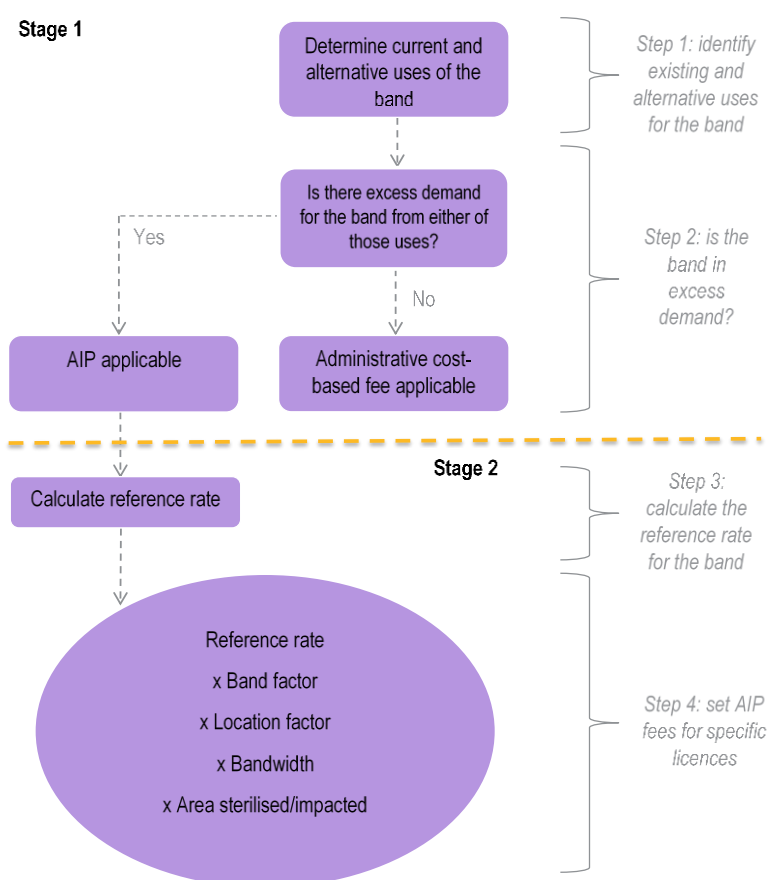 Stage 1
Determine current and
alternative uses of the
band
Step 1: identify
existing and
alternative uses
for the band
Is there excess demand
for the band from either of
those uses?
Yes
No
Step 2: is the
band in
excess
demand?
AIP applicable
Administrative cost-
based fee applicable
Stage 2
Calculate reference rate
Step 3:
calculate the
reference rate
for the band
Reference rate
x Band factor
x Location factor
x Bandwidth
x Area sterilised/impacted
Step 4: set AIP
fees for specific
licences